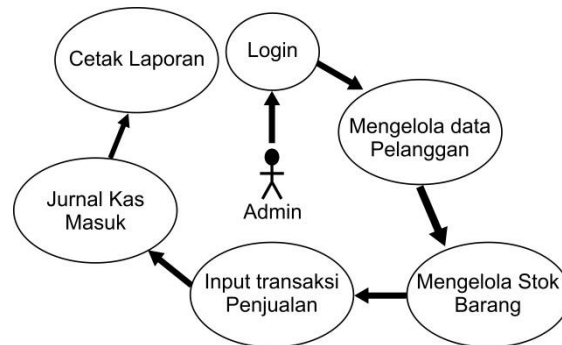 Cetak Laporan
Login
Mengelola data
Pelanggan
Jurnal Kas
Masuk
Admin
Input transaksi
Penjualan
Mengelola Stok
Barang